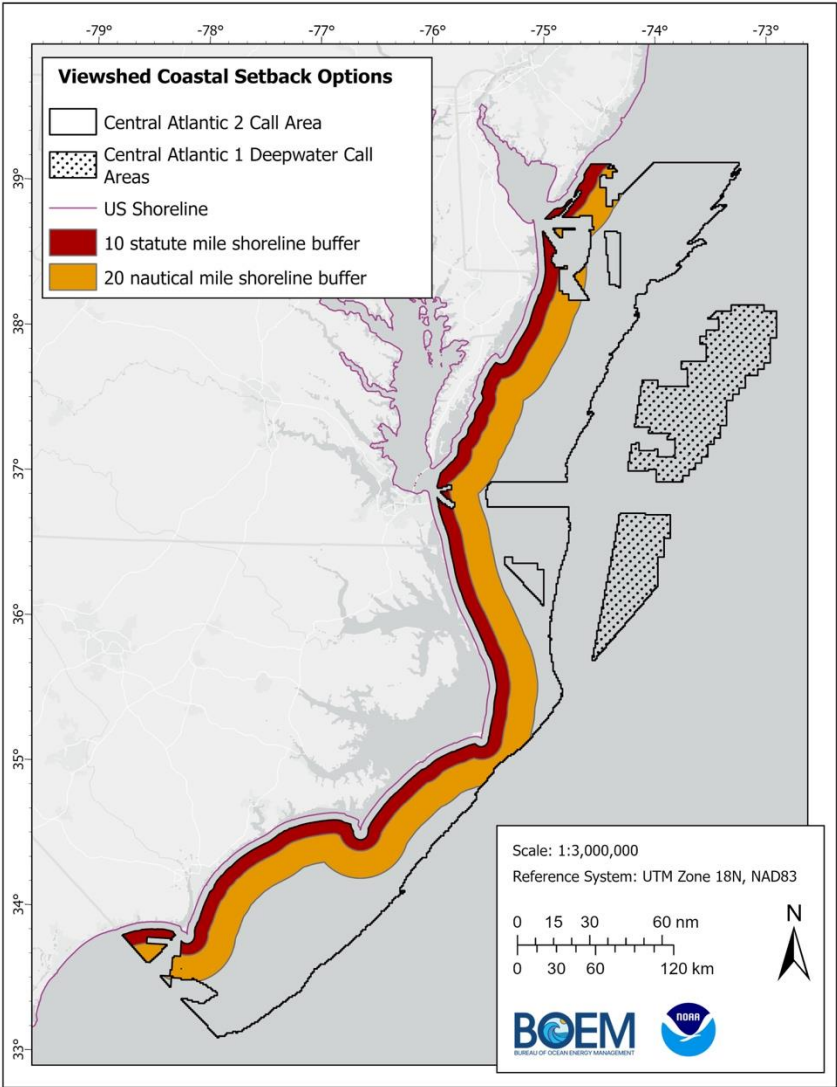 -79° -78° -77° -76° -75° -74° -73°
Viewshed Coastal Setback Options
Central Atlantic 2 Call Area
Central Atlantic 1 Deepwater Call
Areas
US Shoreline
10 statute mile shoreline buffer
20 nautical mile shoreline buffer
39°
38°
37°
36°
35°
34°
33°
Scale: 1:3,000,000
Reference System: UTM Zone 18N, NAD83
0 15 30 60 nm
0 30 60 120 km
N
BOEM
BUREAU OF OCEAN ENERGY MANAGEMENT
NOAA